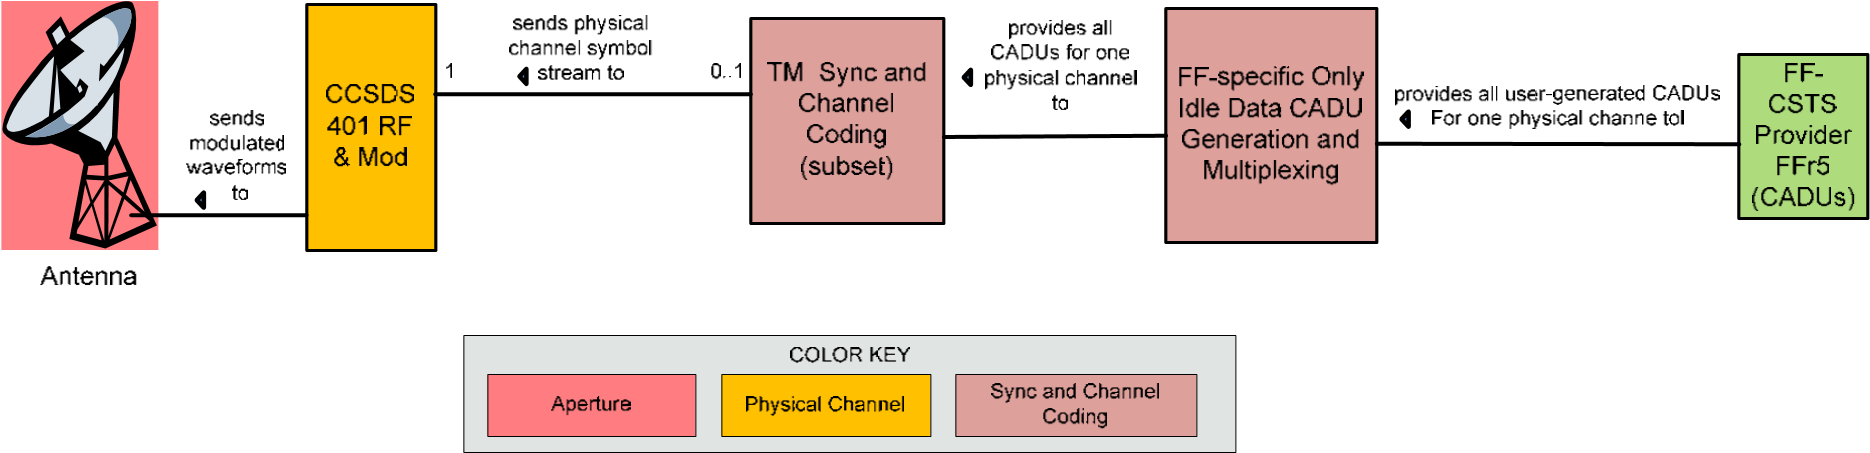 Antenna
sends
modulated
waveforms
to
CCSDS
401 RF
& Mod
1
sends physical
channel symbol
stream to
0..1
TM Sync and
Channel
Coding
(subset)
provides all
CADUs for one
physical channel
to
FF-specific Only
Idle Data CADU
Generation and
Multiplexing
provides all user-generated CADUs
For one physical channe tol
FF-
CSTS
Provider
FFr5
(CADUs)
COLOR KEY
Aperture
Physical Channel
Sync and Channel
Coding